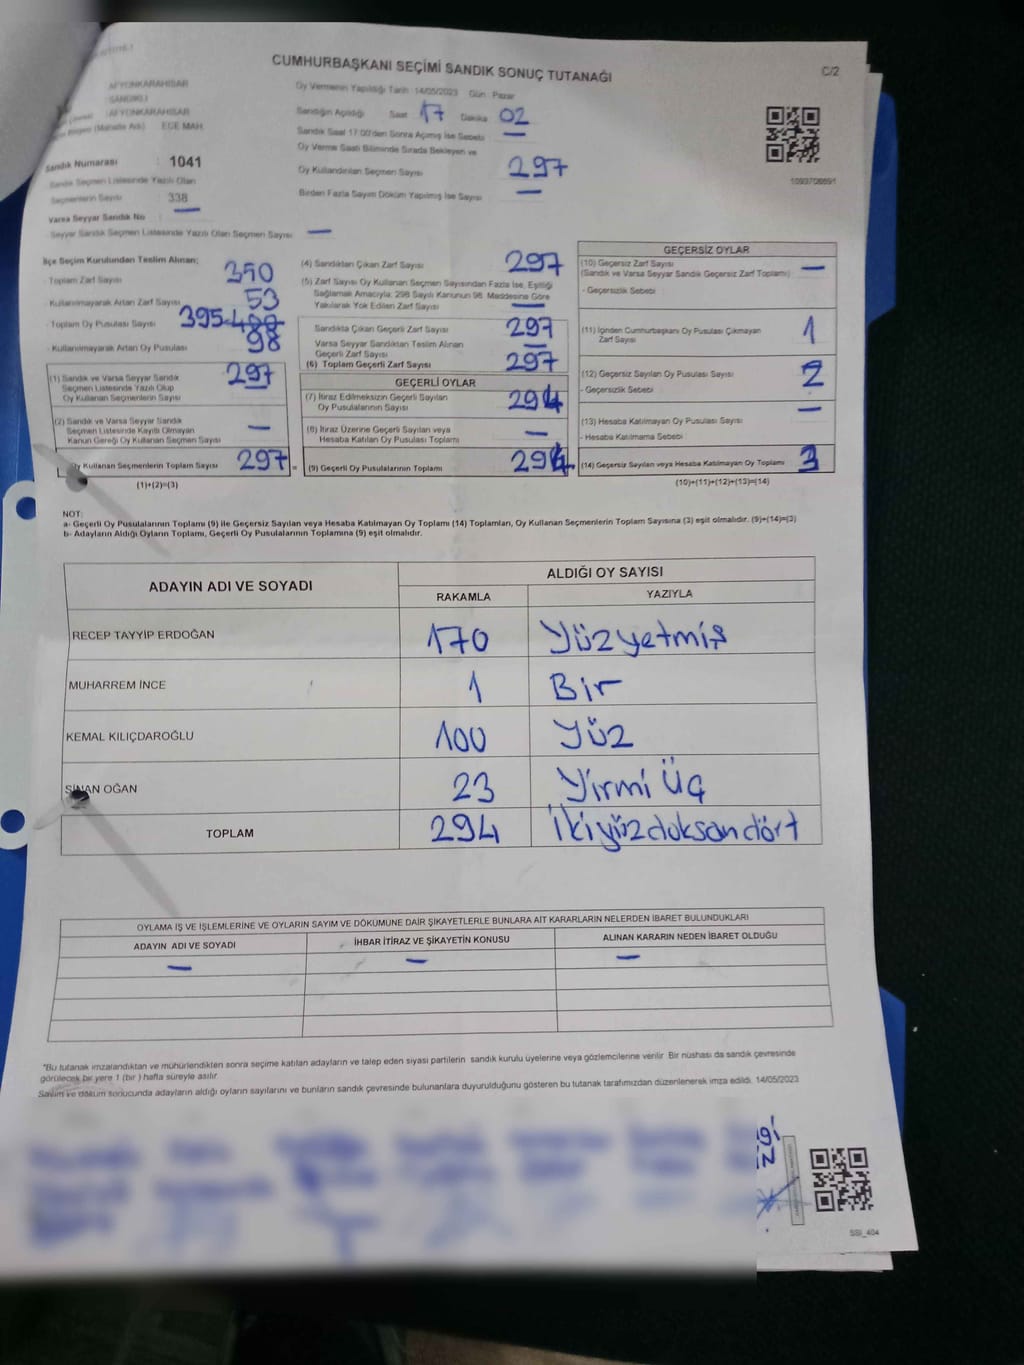 CUMHURBAŞKANI SEÇİMİ SANDIK SONUÇ TUTANAĞI
C/2
AFYONKARAHİSAR
SANDIKLI
AFYONKARAHİSAR
(Mahalle Adı) ECE MAH.
Sandık Numarası : 1041
Sandık Seçmen Listesinde Yazılı Olan
Seçmenlerin Sayısı : 338
Varsa Seyyar Sandık No —
Seyyar Sandık Seçmen Listesinde Yazılı Olan Seçmen Sayısı —
Oy Vermenin Yapıldığı Tarih : 14/05/2023 Gün : Pazar
Sandığın Açıldığı Saat 17 Dakika 02
Sandık Saat 17:00'den Sonra Açılmış İse Sebebi —
Oy Verme Saati Bitiminde Sırada Bekleyen ve
Oy Kullandırılan Seçmen Sayısı 297
Birden Fazla Sayım Döküm Yapılmış İse Sayısı —
İlçe Seçim Kurulundan Teslim Alınan;
- Toplam Zarf Sayısı 350
- Kullanılmayarak Artan Zarf Sayısı 53
- Toplam Oy Pusulası Sayısı 395
- Kullanılmayarak Artan Oy Pusulası 98
(1) Sandık ve Varsa Seyyar Sandık
Seçmen Listesinde Yazılı Olup
Oy Kullanan Seçmenlerin Sayısı 297
(2) Sandık ve Varsa Seyyar Sandık
Seçmen Listesinde Kayıtlı Olmayan
Kanun Gereği Oy Kullanan Seçmen Sayısı —
Oy Kullanan Seçmenlerin Toplam Sayısı 297 =
(1)+(2)=(3)
(4) Sandıktan Çıkan Zarf Sayısı 297
(5) Zarf Sayısı Oy Kullanan Seçmen Sayısından Fazla İse, Eşitliği
Sağlamak Amacıyla; 298 Sayılı Kanunun 98. Maddesine Göre
Yakılarak Yok Edilen Zarf Sayısı —
Sandıkta Çıkan Geçerli Zarf Sayısı 297
Varsa Seyyar Sandıktan Teslim Alınan
Geçerli Zarf Sayısı —
(6) Toplam Geçerli Zarf Sayısı 297
GEÇERLİ OYLAR
(7) İtiraz Edilmeksizin Geçerli Sayılan
Oy Pusulalarının Sayısı 294
(8) İtiraz Üzerine Geçerli Sayılan veya
Hesaba Katılan Oy Pusulası Toplamı —
(9) Geçerli Oy Pusulalarının Toplamı 294
GEÇERSİZ OYLAR
(10) Geçersiz Zarf Sayısı
(Sandık ve Varsa Seyyar Sandık Geçersiz Zarf Toplamı) —
- Geçersizlik Sebebi
(11) İçinden Cumhurbaşkanı Oy Pusulası Çıkmayan
Zarf Sayısı 1
(12) Geçersiz Sayılan Oy Pusulası Sayısı 2
- Geçersizlik Sebebi
(13) Hesaba Katılmayan Oy Pusulası Sayısı —
- Hesaba Katılmama Sebebi
(14) Geçersiz Sayılan veya Hesaba Katılmayan Oy Toplamı 3
(10)+(11)+(12)+(13)=(14)
NOT:
a- Geçerli Oy Pusulalarının Toplamı (9) ile Geçersiz Sayılan veya Hesaba Katılmayan Oy Toplamı (14) Toplamları, Oy Kullanan Seçmenlerin Toplam Sayısına (3) eşit olmalıdır. (9)+(14)=(3)
b- Adayların Aldığı Oyların Toplamı, Geçerli Oy Pusulalarının Toplamına (9) eşit olmalıdır.
ADAYIN ADI VE SOYADI
ALDIĞI OY SAYISI
RAKAMLA YAZIYLA
RECEP TAYYİP ERDOĞAN 170 Yüzyetmiş
MUHARREM İNCE 1 Bir
KEMAL KILIÇDAROĞLU 100 Yüz
SİNAN OĞAN 23 Yirmi Üç
TOPLAM 294 İkiyüzdoksandört
OYLAMA İŞ VE İŞLEMLERİNE VE OYLARIN SAYIM VE DÖKÜMÜNE DAİR ŞİKAYETLERLE BUNLARA AİT KARARLARIN NELERDEN İBARET BULUNDUKLARI
ADAYIN ADI VE SOYADI İHBAR İTİRAZ VE ŞİKAYETİN KONUSU ALINAN KARARIN NEDEN İBARET OLDUĞU
— — —
*Bu tutanak imzalandıktan ve mühürlendikten sonra seçime katılan adayların ve talep eden siyasi partilerin sandık kurulu üyelerine veya gözlemcilerine verilir. Bir nüshası da sandık çevresinde
görülecek bir yere 1 (bir) hafta süreyle asılır.
Sayım ve döküm sonucunda adayların aldığı oyların sayılarını ve bunların sandık çevresinde bulunanlara duyurulduğunu gösteren bu tutanak tarafımızdan düzenlenerek imza edildi. 14/05/2023
SSI_404